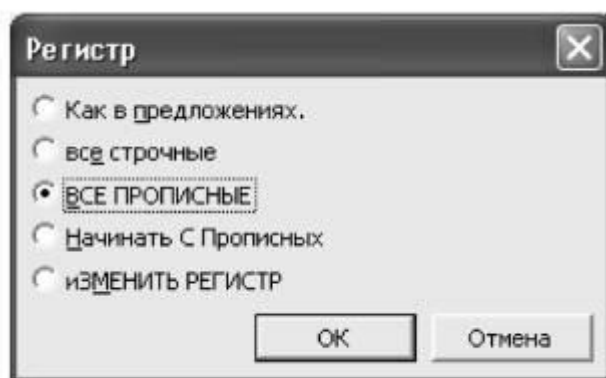 Регистр
Как в предложениях.
все строчные
ВСЕ ПРОПИСНЫЕ
Начинать С Прописных
иЗМЕНИТЬ РЕГИСТР
ОК
Отмена